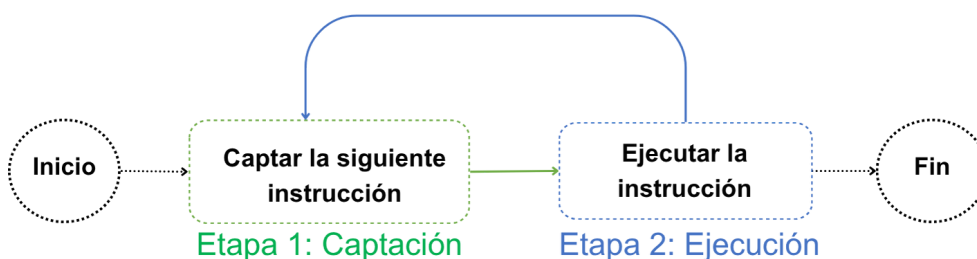 Inicio
Captar la siguiente
instrucción
Ejecutar la
instrucción
Fin
Etapa 1: Captación
Etapa 2: Ejecución